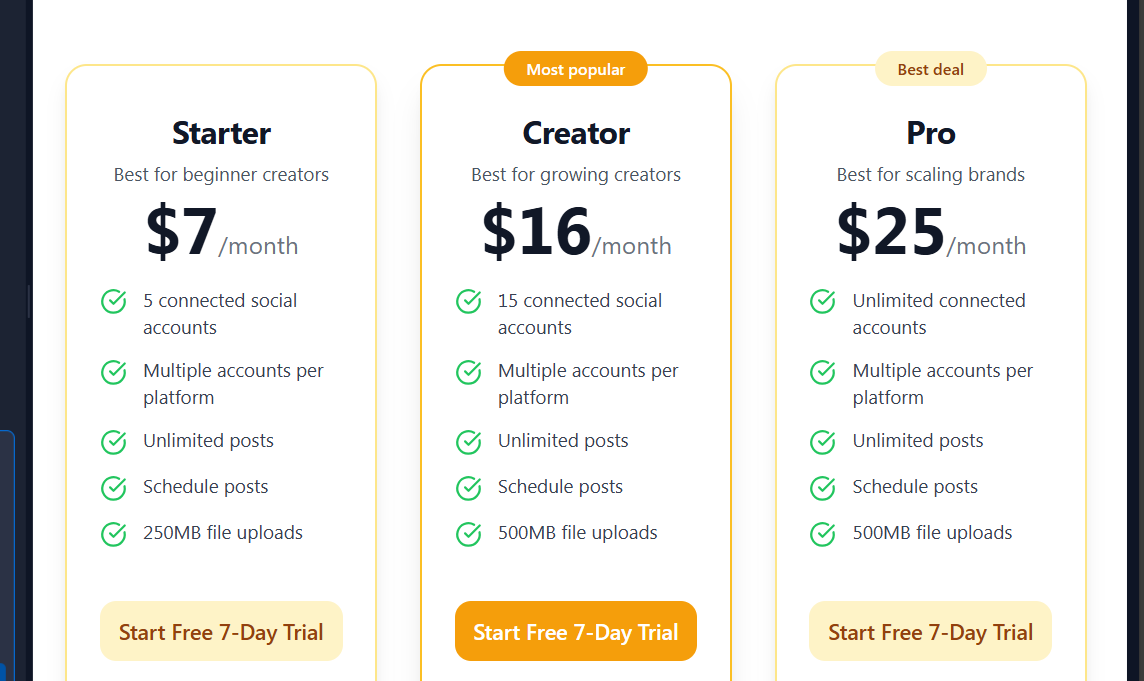 Starter
Best for beginner creators
$7/month
5 connected social
accounts
Multiple accounts per
platform
Unlimited posts
Schedule posts
250MB file uploads
Start Free 7-Day Trial
Most popular
Creator
Best for growing creators
$16/month
15 connected social
accounts
Multiple accounts per
platform
Unlimited posts
Schedule posts
500MB file uploads
Start Free 7-Day Trial
Best deal
Pro
Best for scaling brands
$25/month
Unlimited connected
accounts
Multiple accounts per
platform
Unlimited posts
Schedule posts
500MB file uploads
Start Free 7-Day Trial